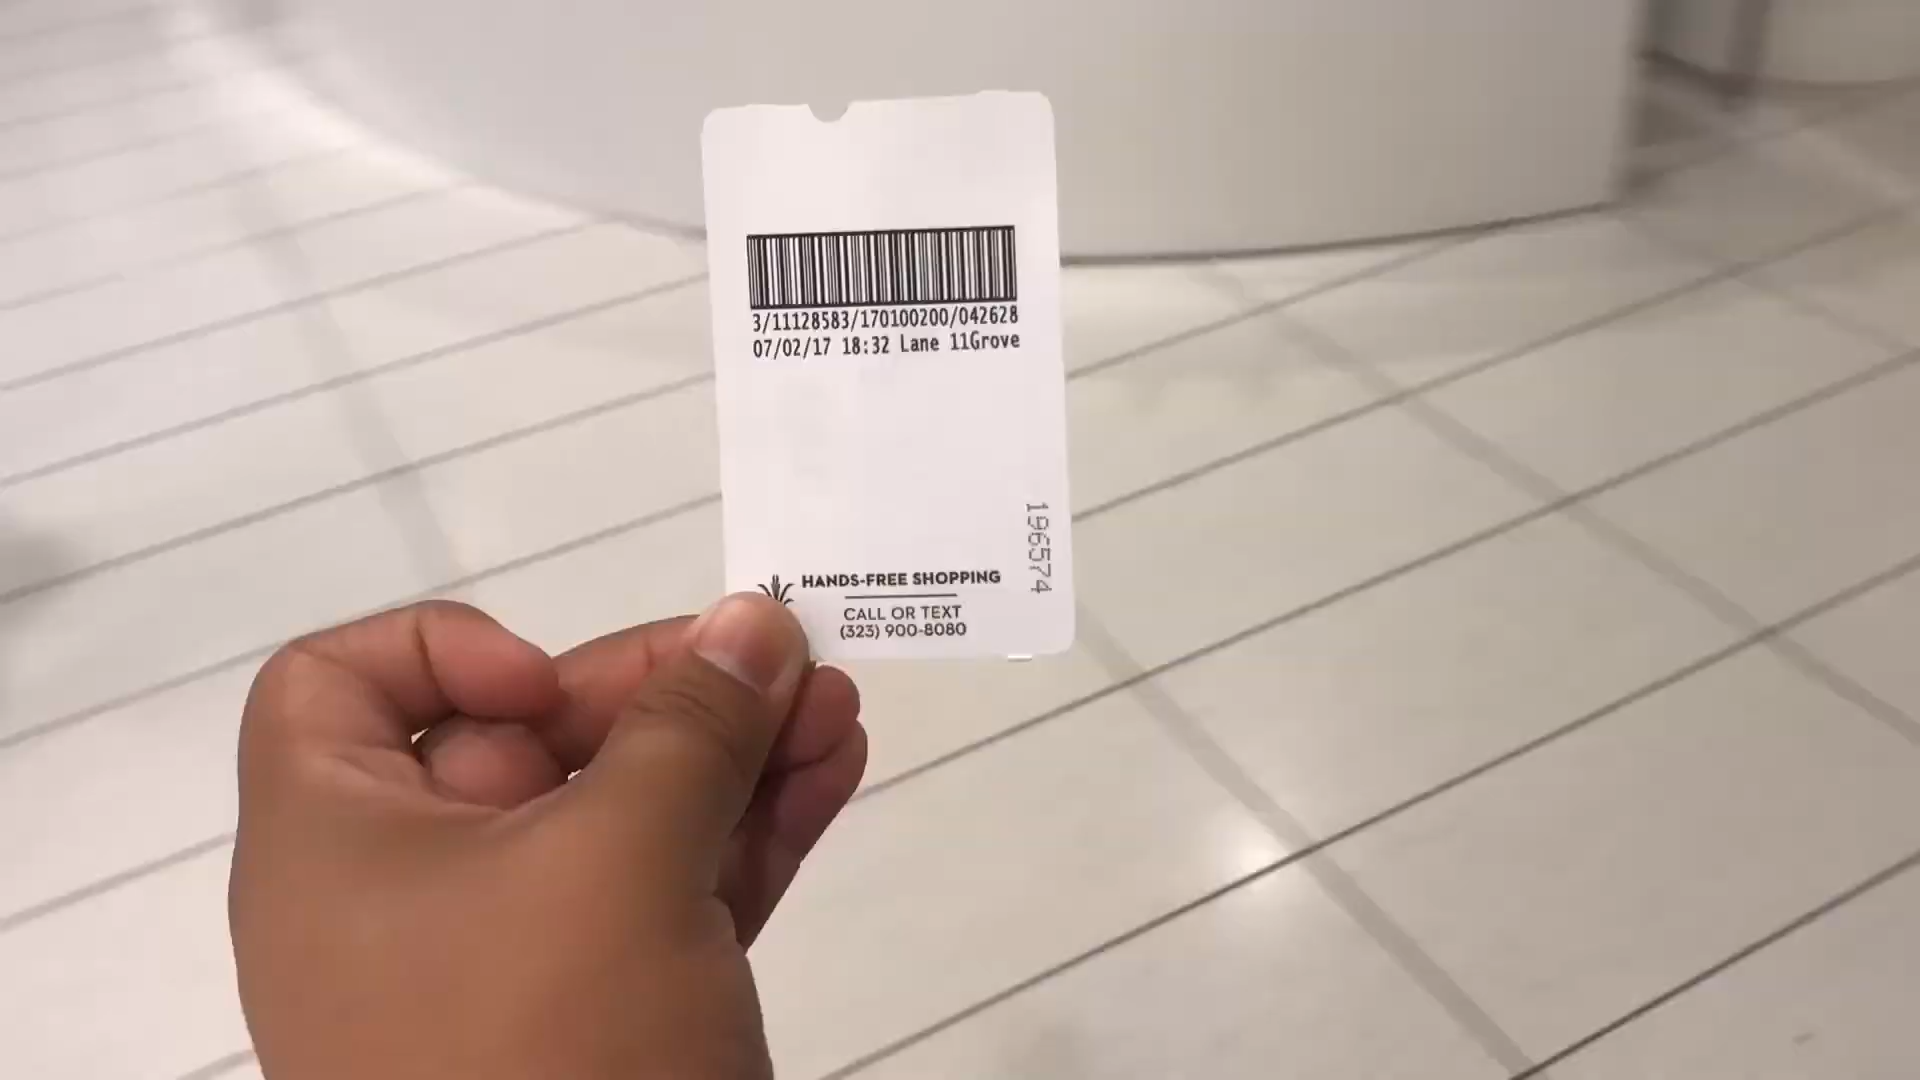 3/11128583/170100200/042628
07/02/17 18:32 Lane 11Grove
196574
HANDS-FREE SHOPPING
CALL OR TEXT
(323) 900-8080